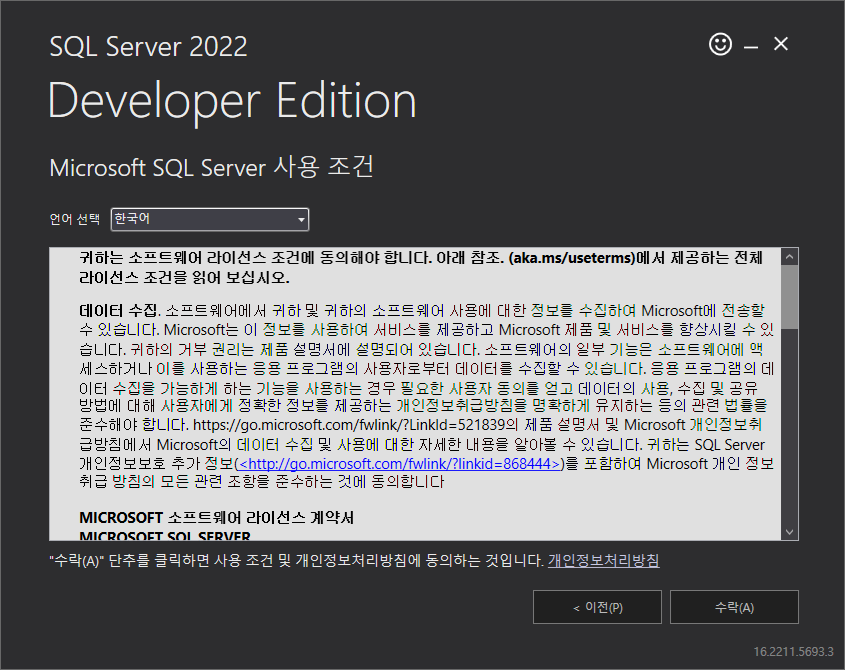 SQL Server 2022
Developer Edition
Microsoft SQL Server 사용 조건
언어 선택 한국어
귀하는 소프트웨어 라이선스 조건에 동의해야 합니다. 아래 참조. (aka.ms/useterms)에서 제공하는 전체
라이선스 조건을 읽어 보십시오.
데이터 수집. 소프트웨어에서 귀하 및 귀하의 소프트웨어 사용에 대한 정보를 수집하여 Microsoft에 전송할
수 있습니다. Microsoft는 이 정보를 사용하여 서비스를 제공하고 Microsoft 제품 및 서비스를 향상시킬 수 있
습니다. 귀하의 거부 권리는 제품 설명서에 설명되어 있습니다. 소프트웨어의 일부 기능은 소프트웨어에 액
세스하거나 이를 사용하는 응용 프로그램의 사용자로부터 데이터를 수집할 수 있습니다. 응용 프로그램의 데
이터 수집을 가능하게 하는 기능을 사용하는 경우 필요한 사용자 동의를 얻고 데이터의 사용, 수집 및 공유
방법에 대해 사용자에게 정확한 정보를 제공하는 개인정보취급방침을 명확하게 유지하는 등의 관련 법률을
준수해야 합니다. https://go.microsoft.com/fwlink/?LinkId=521839의 제품 설명서 및 Microsoft 개인정보취
급방침에서 Microsoft의 데이터 수집 및 사용에 대한 자세한 내용을 알아볼 수 있습니다. 귀하는 SQL Server
개인정보보호 추가 정보(<http://go.microsoft.com/fwlink/?linkid=868444>)를 포함하여 Microsoft 개인 정보
취급 방침의 모든 관련 조항을 준수하는 것에 동의합니다
MICROSOFT 소프트웨어 라이선스 계약서
MICROSOFT SQL SERVER
"수락(A)" 단추를 클릭하면 사용 조건 및 개인정보처리방침에 동의하는 것입니다. 개인정보처리방침
< 이전(P) 수락(A)
16.2211.5693.3